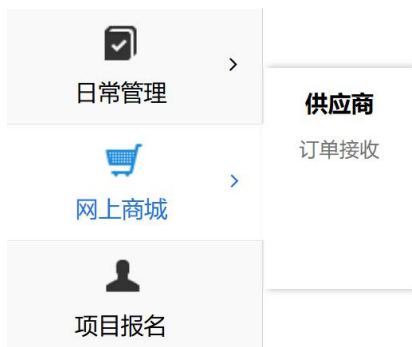 日常管理
供应商
订单接收
网上商城
项目报名